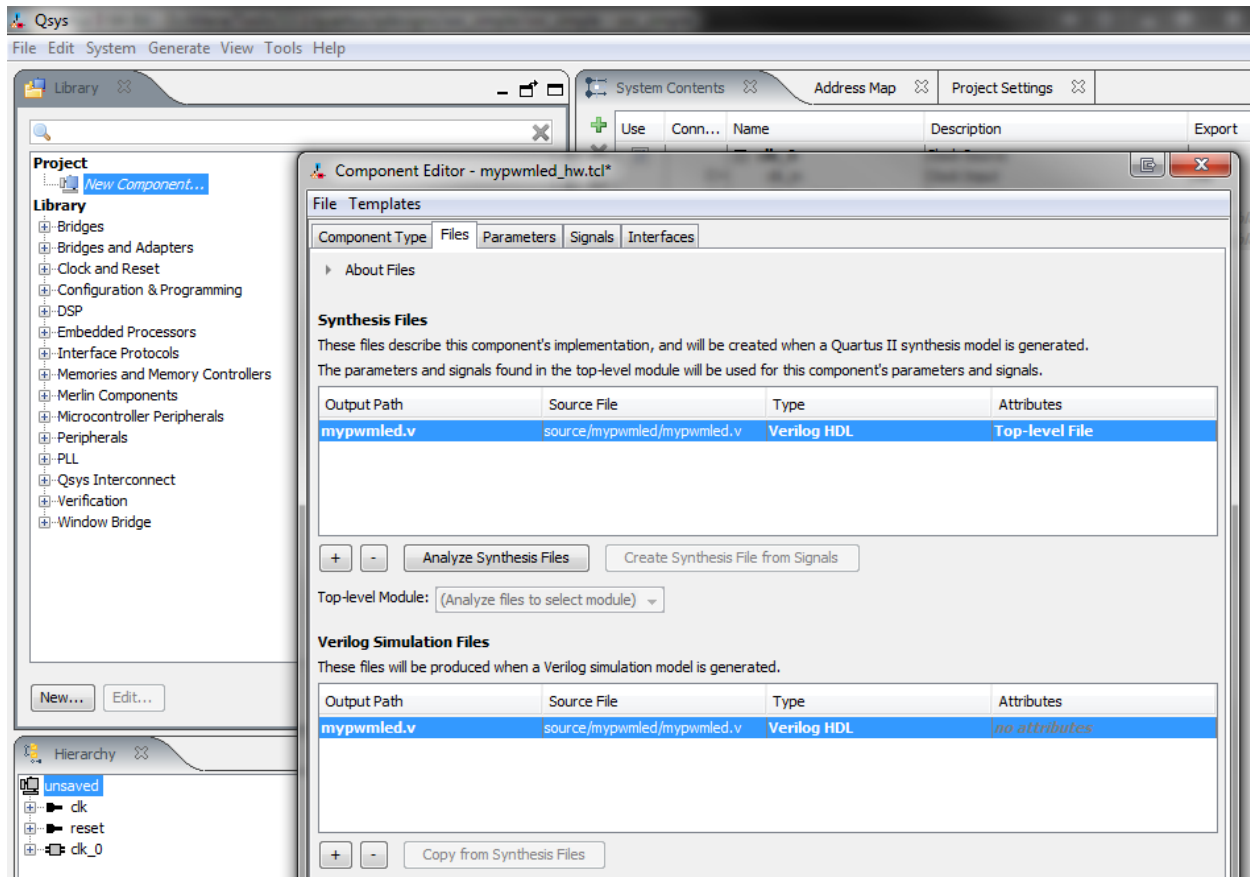 Qsys
File Edit System Generate View Tools Help
Library
System Contents
Address Map
Project Settings
Use Conn... Name Description Export
Project
New Component...
Library
Bridges
Bridges and Adapters
Clock and Reset
Configuration & Programming
DSP
Embedded Processors
Interface Protocols
Memories and Memory Controllers
Merlin Components
Microcontroller Peripherals
Peripherals
PLL
Qsys Interconnect
Verification
Window Bridge
New... Edit...
Hierarchy
unsaved
clk
reset
clk_0
Component Editor - mypwmled_hw.tcl*
File Templates
Component Type Files Parameters Signals Interfaces
About Files
Synthesis Files
These files describe this component's implementation, and will be created when a Quartus II synthesis model is generated.
The parameters and signals found in the top-level module will be used for this component's parameters and signals.
Output Path Source File Type Attributes
mypwmled.v source/mypwmled/mypwmled.v Verilog HDL Top-level File
+ - Analyze Synthesis Files Create Synthesis File from Signals
Top-level Module: (Analyze files to select module)
Verilog Simulation Files
These files will be produced when a Verilog simulation model is generated.
Output Path Source File Type Attributes
mypwmled.v source/mypwmled/mypwmled.v Verilog HDL no attributes
+ - Copy from Synthesis Files